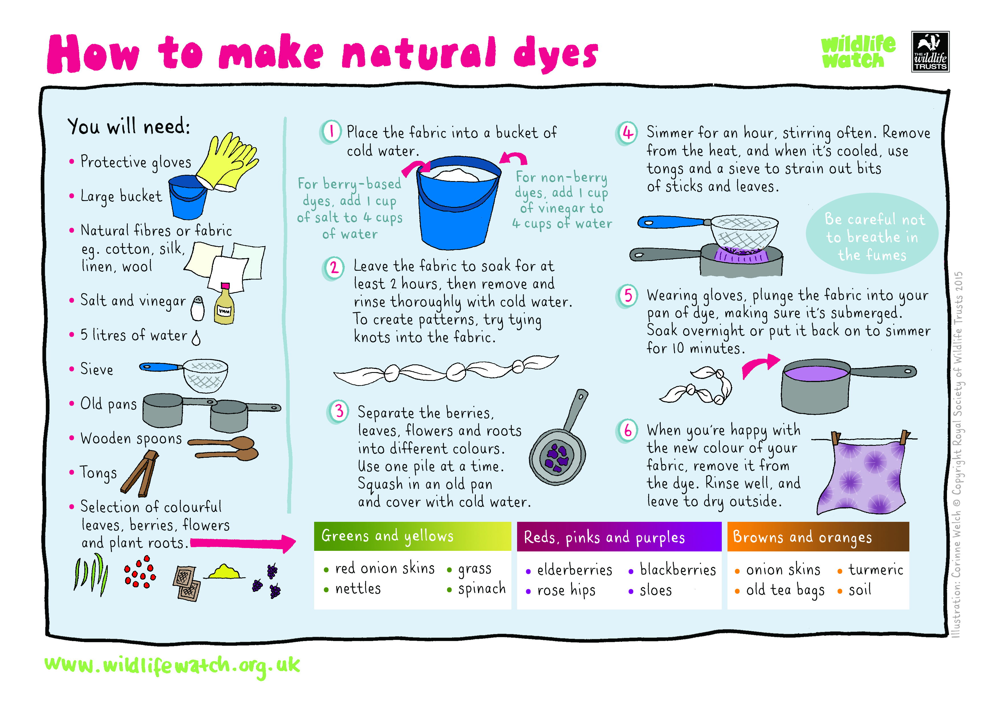 How to make natural dyes
wildlife
watch
THE
wildlife
TRUSTS
You will need:
• Protective gloves
• Large bucket
• Natural fibres or fabric
eg. cotton, silk,
linen, wool
• Salt and vinegar
• 5 litres of water
• Sieve
• Old pans
• Wooden spoons
• Tongs
• Selection of colourful
leaves, berries, flowers
and plant roots.
1 Place the fabric into a bucket of
cold water.
For berry-based
dyes, add 1 cup
of salt to 4 cups
of water
For non-berry
dyes, add 1 cup
of vinegar to
4 cups of water
2 Leave the fabric to soak for at
least 2 hours, then remove and
rinse thoroughly with cold water.
To create patterns, try tying
knots into the fabric.
3 Separate the berries,
leaves, flowers and roots
into different colours.
Use one pile at a time.
Squash in an old pan
and cover with cold water.
4 Simmer for an hour, stirring often. Remove
from the heat, and when it's cooled, use
tongs and a sieve to strain out bits
of sticks and leaves.
Be careful not
to breathe in
the fumes
5 Wearing gloves, plunge the fabric into your
pan of dye, making sure it's submerged.
Soak overnight or put it back on to simmer
for 10 minutes.
6 When you're happy with
the new colour of your
fabric, remove it from
the dye. Rinse well, and
leave to dry outside.
Greens and yellows
• red onion skins • grass
• nettles • spinach
Reds, pinks and purples
• elderberries • blackberries
• rose hips • sloes
Browns and oranges
• onion skins • turmeric
• old tea bags • soil
Illustration: Corinne Welch © Copyright Royal Society of Wildlife Trusts 2015
www.wildlifewatch.org.uk